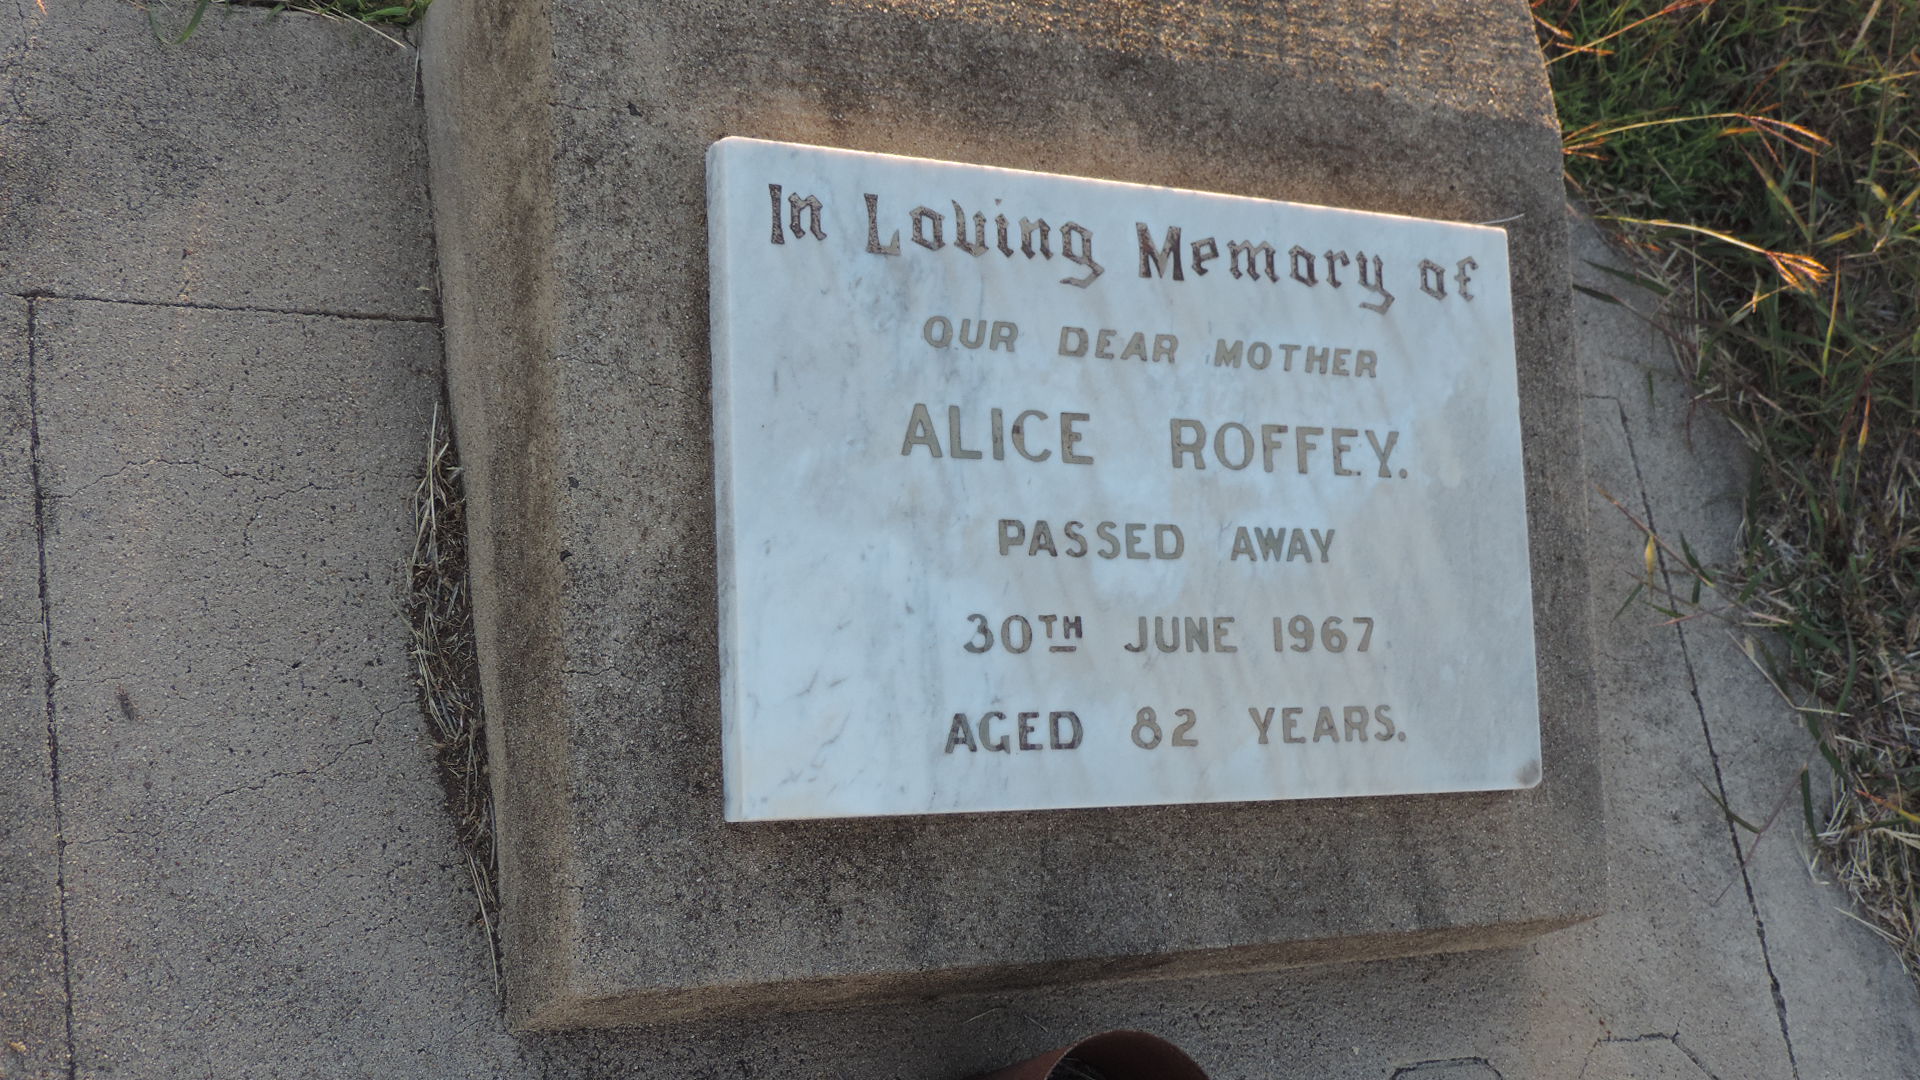 In Loving Memory of
OUR DEAR MOTHER
ALICE ROFFEY.
PASSED AWAY
30TH JUNE 1967
AGED 82 YEARS.